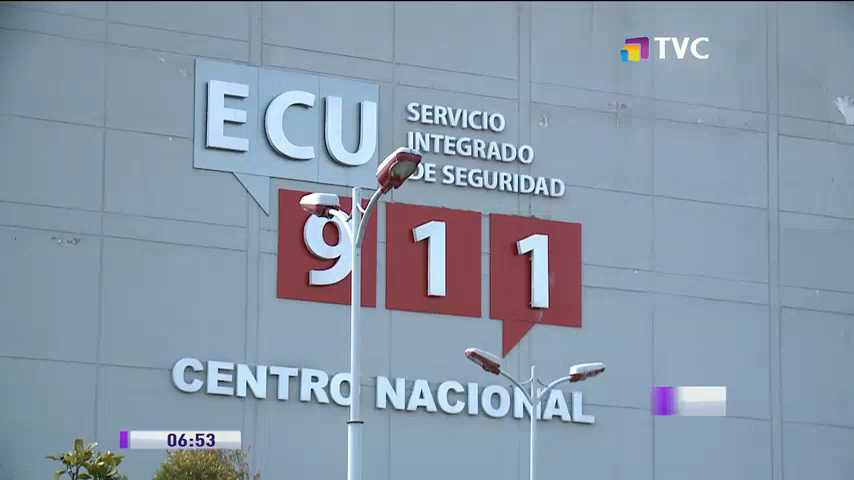 TVC
ECU
SERVICIO
INTEGRADO
DE SEGURIDAD
911
CENTRO NACIONAL
06:53